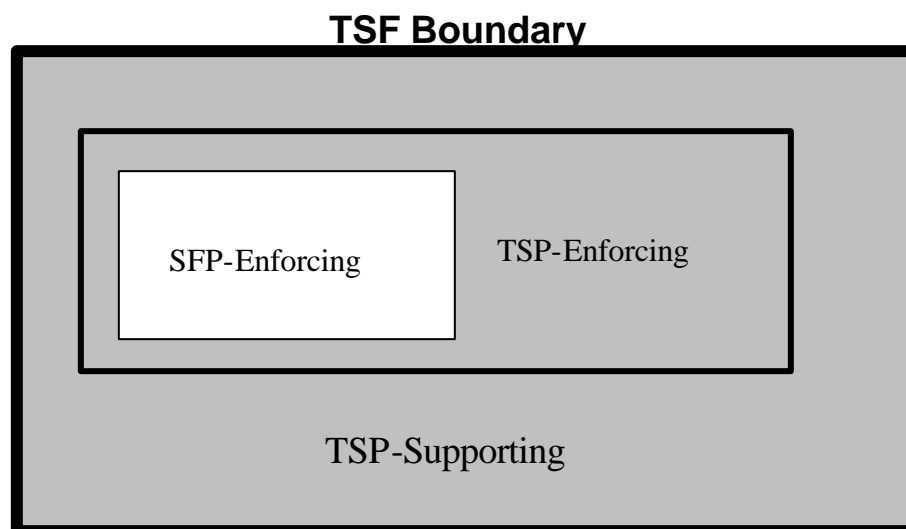 TSF Boundary
SFP-Enforcing
TSP-Enforcing
TSP-Supporting